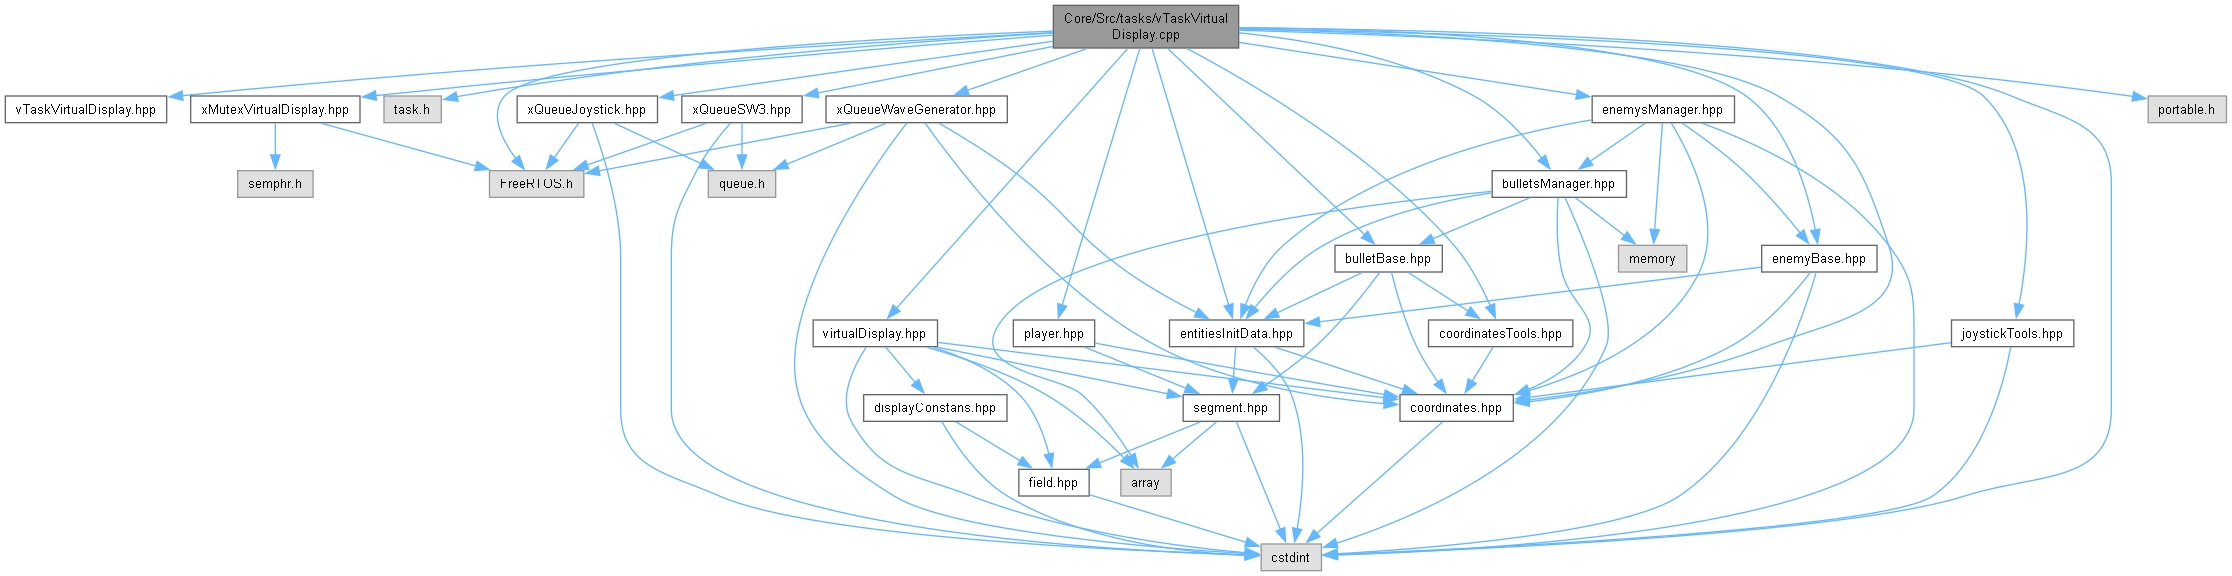 Core/Src/tasks/vTaskVirtual
Display.cpp
vTaskVirtualDisplay.hpp
xMutexVirtualDisplay.hpp
task.h
xQueueJoystick.hpp
xQueueSW3.hpp
xQueueWaveGenerator.hpp
enemysManager.hpp
portable.h
semphr.h
FreeRTOS.h
queue.h
bulletsManager.hpp
bulletBase.hpp
memory
enemyBase.hpp
virtualDisplay.hpp
player.hpp
entitiesInitData.hpp
coordinatesTools.hpp
joystickTools.hpp
displayConstans.hpp
segment.hpp
coordinates.hpp
field.hpp
array
cstdint